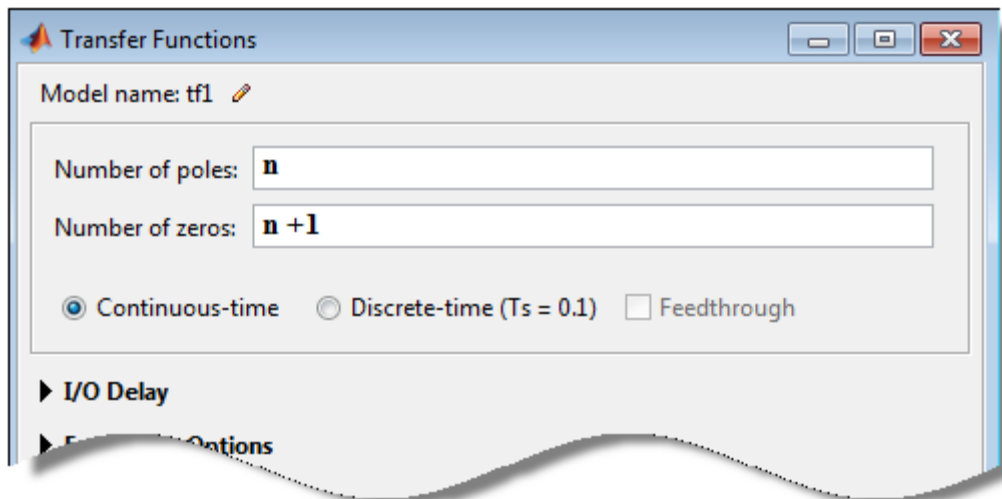 Transfer Functions
Model name: tf1
Number of poles: n
Number of zeros: n +1
Continuous-time Discrete-time (Ts = 0.1) Feedthrough
I/O Delay
Options